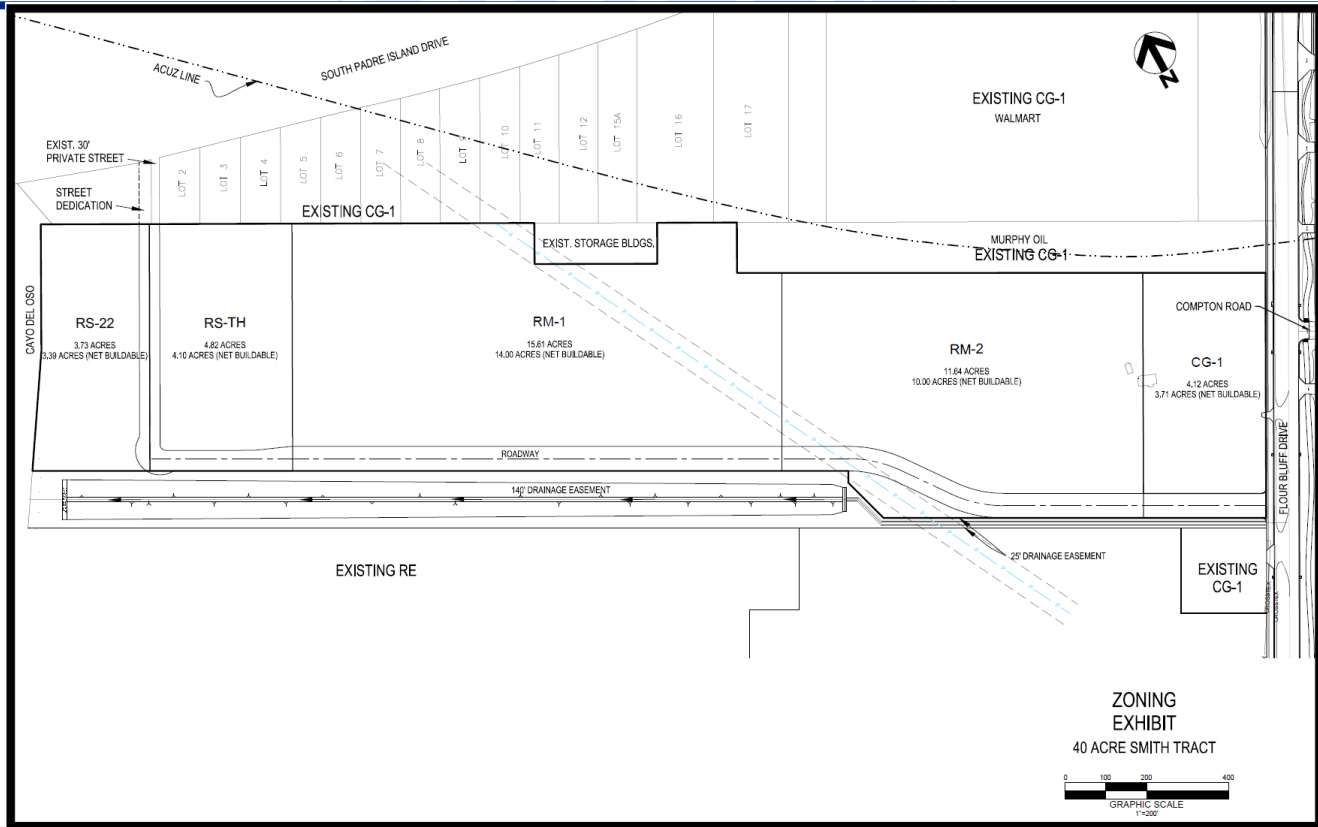 SOUTH PADRE ISLAND DRIVE
ACUZ LINE
N
EXISTING CG-1
WALMART
EXIST. 30'
PRIVATE STREET
STREET
DEDICATION
LOT 2
LOT 3
LOT 4
LOT 5
LOT 6
LOT 7
LOT 8
LOT 9
LOT 10
LOT 11
LOT 12
LOT 15A
LOT 16
LOT 17
EXISTING CG-1
EXIST. STORAGE BLDGS.
MURPHY OIL
EXISTING CG-1
COMPTON ROAD
CAYO DEL OSO
RS-22
3.73 ACRES
3.39 ACRES (NET BUILDABLE)
RS-TH
4.82 ACRES
4.10 ACRES (NET BUILDABLE)
RM-1
15.61 ACRES
14.00 ACRES (NET BUILDABLE)
RM-2
11.64 ACRES
10.00 ACRES (NET BUILDABLE)
CG-1
4.12 ACRES
3.71 ACRES (NET BUILDABLE)
FLOUR BLUFF DRIVE
ROADWAY
140' DRAINAGE EASEMENT
25' DRAINAGE EASEMENT
EXISTING RE
EXISTING
CG-1
CROSSTEX
CROSSTEX
ZONING
EXHIBIT
40 ACRE SMITH TRACT
0 100 200 400
GRAPHIC SCALE
1"=200'